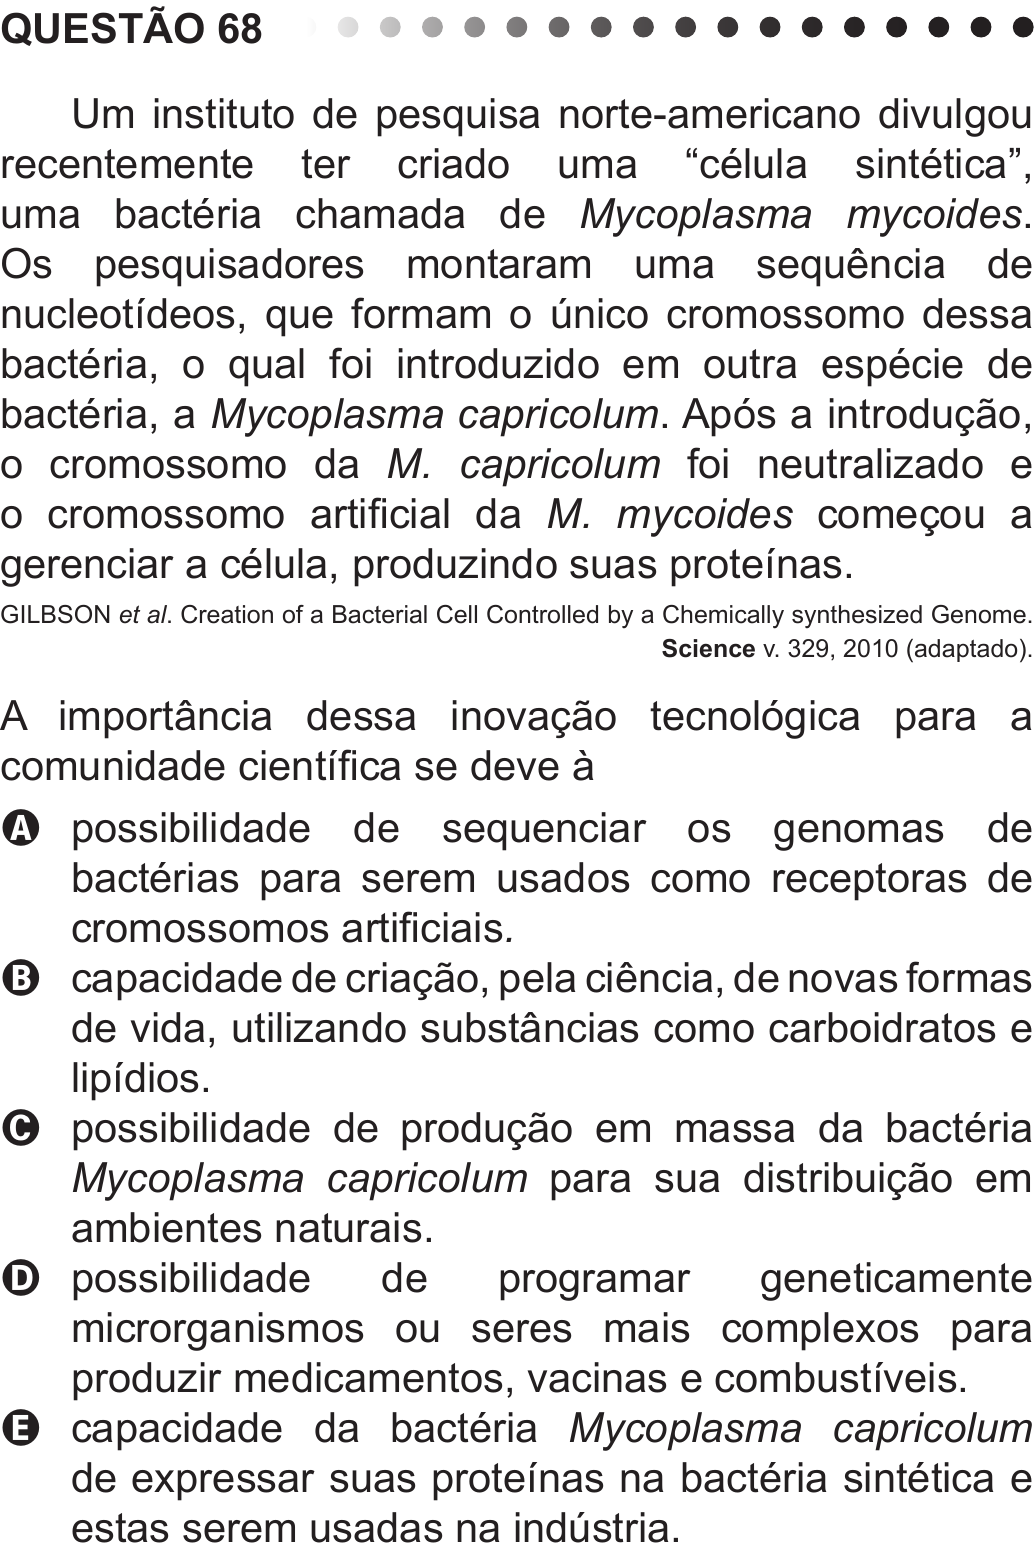 QUESTÃO 68
Um instituto de pesquisa norte-americano divulgou
recentemente ter criado uma “célula sintética”,
uma bactéria chamada de Mycoplasma mycoides.
Os pesquisadores montaram uma sequência de
nucleotídeos, que formam o único cromossomo dessa
bactéria, o qual foi introduzido em outra espécie de
bactéria, a Mycoplasma capricolum. Após a introdução,
o cromossomo da M. capricolum foi neutralizado e
o cromossomo artificial da M. mycoides começou a
gerenciar a célula, produzindo suas proteínas.
GILBSON et al. Creation of a Bacterial Cell Controlled by a Chemically synthesized Genome.
Science v. 329, 2010 (adaptado).
A importância dessa inovação tecnológica para a
comunidade científica se deve à
A possibilidade de sequenciar os genomas de
bactérias para serem usados como receptoras de
cromossomos artificiais.
B capacidade de criação, pela ciência, de novas formas
de vida, utilizando substâncias como carboidratos e
lipídios.
C possibilidade de produção em massa da bactéria
Mycoplasma capricolum para sua distribuição em
ambientes naturais.
D possibilidade de programar geneticamente
microrganismos ou seres mais complexos para
produzir medicamentos, vacinas e combustíveis.
E capacidade da bactéria Mycoplasma capricolum
de expressar suas proteínas na bactéria sintética e
estas serem usadas na indústria.